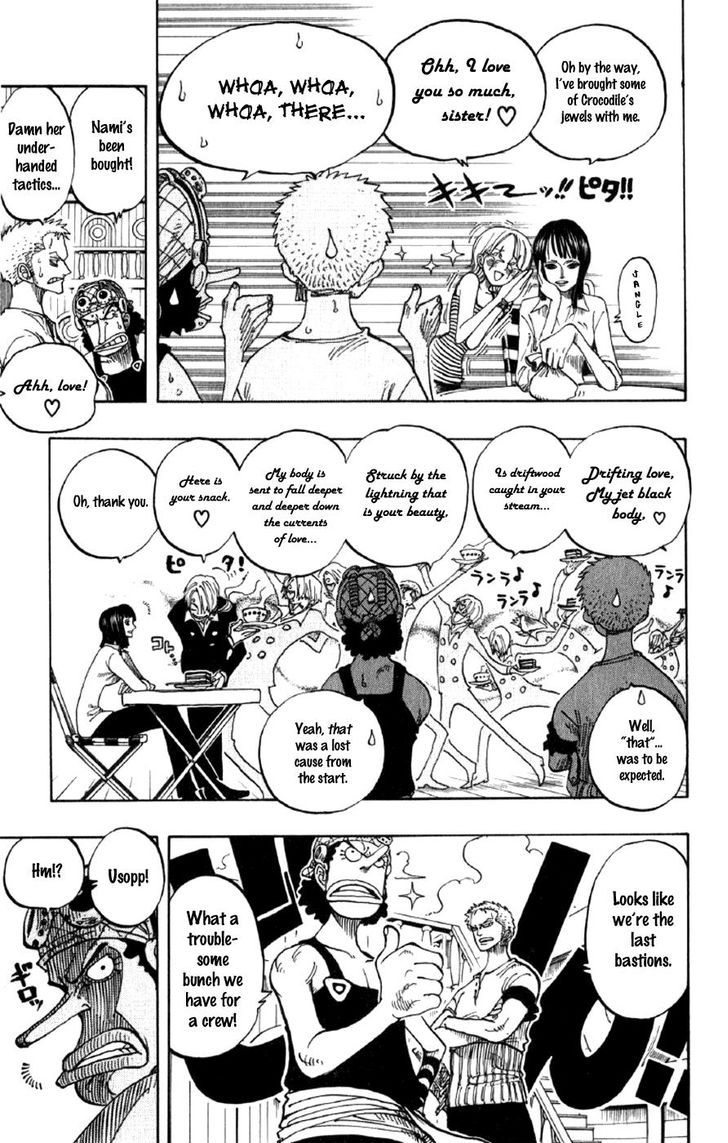 Oh by the way,
I've brought some
of Crocodile's
jewels with me.
Ohh, I love
you so much,
sister! ♡
WHOA, WHOA,
WHOA, THERE...
キキーッ!! ピタ!!
JANGLE
Nami's
been
bought!
Damn her
under-
handed
tactics...
Ahh, love!
♡
Drifting love,
My jet black
body, ♡
Is driftwood
caught in your
stream...
Struck by the
lightning that
is your beauty,
My body is
sent to fall deeper
and deeper down
the currents
of love...
Here is
your snack.
♡
Oh, thank you.
ランラ♪
ランラ♪
ランラ♪
ランラ♪
ピタ!
コト
Well,
"that"...
was to be
expected.
Yeah, that
was a lost
cause from
the start.
Looks like
we're the
last
bastions.
What a
trouble-
some
bunch we
have for
a crew!
Usopp!
Hm!?
ギロッ